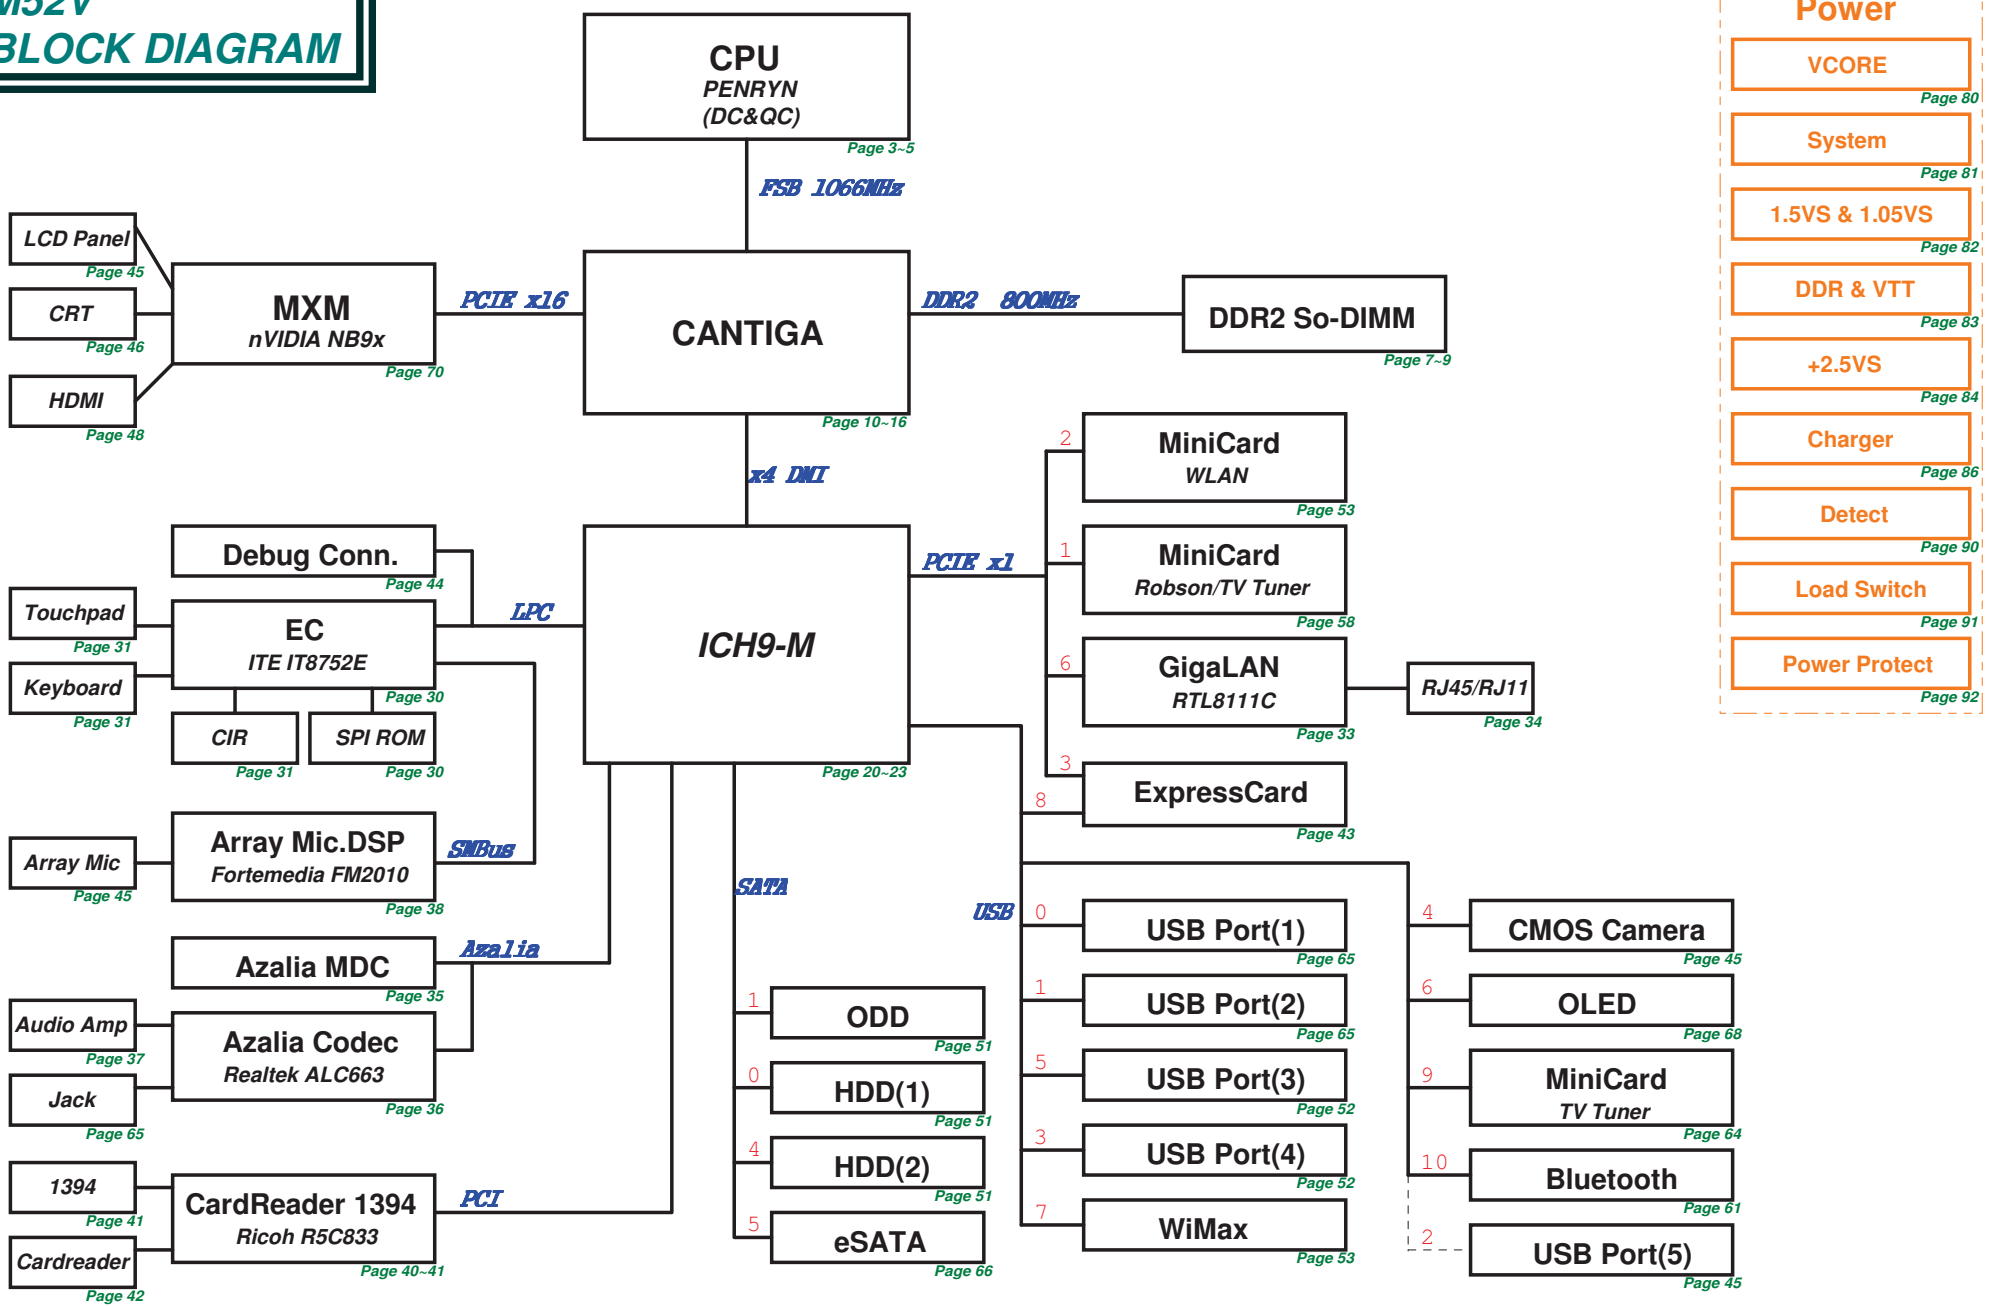 M52V
BLOCK DIAGRAM
CPU
PENRYN
(DC&QC)
Page 3~5
FSB 1066MHz
LCD Panel
Page 45
CRT
Page 46
HDMI
Page 48
MXM
nVIDIA NB9x
Page 70
PCIE x16
CANTIGA
Page 10~16
DDR2 800MHz
DDR2 So-DIMM
Page 7~9
x4 DMI
Debug Conn.
Page 44
Touchpad
Page 31
Keyboard
Page 31
EC
ITE IT8752E
Page 30
LPC
CIR
Page 31
SPI ROM
Page 30
ICH9-M
Page 20~23
PCIE x1
2
MiniCard
WLAN
Page 53
1
MiniCard
Robson/TV Tuner
Page 58
6
GigaLAN
RTL8111C
Page 33
RJ45/RJ11
Page 34
3
8
ExpressCard
Page 43
Array Mic
Page 45
Array Mic.DSP
Fortemedia FM2010
Page 38
SMBus
Azalia MDC
Page 35
Azalia
Audio Amp
Page 37
Jack
Page 65
Azalia Codec
Realtek ALC663
Page 36
1394
Page 41
Cardreader
Page 42
CardReader 1394
Ricoh R5C833
Page 40~41
PCI
SATA
1
ODD
Page 51
0
HDD(1)
Page 51
4
HDD(2)
Page 51
5
eSATA
Page 66
USB
0
USB Port(1)
Page 65
1
USB Port(2)
Page 65
5
USB Port(3)
Page 52
3
USB Port(4)
Page 52
7
WiMax
Page 53
4
CMOS Camera
Page 45
6
OLED
Page 68
9
MiniCard
TV Tuner
Page 64
10
Bluetooth
Page 61
2
USB Port(5)
Page 45
Power
VCORE
Page 80
System
Page 81
1.5VS & 1.05VS
Page 82
DDR & VTT
Page 83
+2.5VS
Page 84
Charger
Page 86
Detect
Page 90
Load Switch
Page 91
Power Protect
Page 92